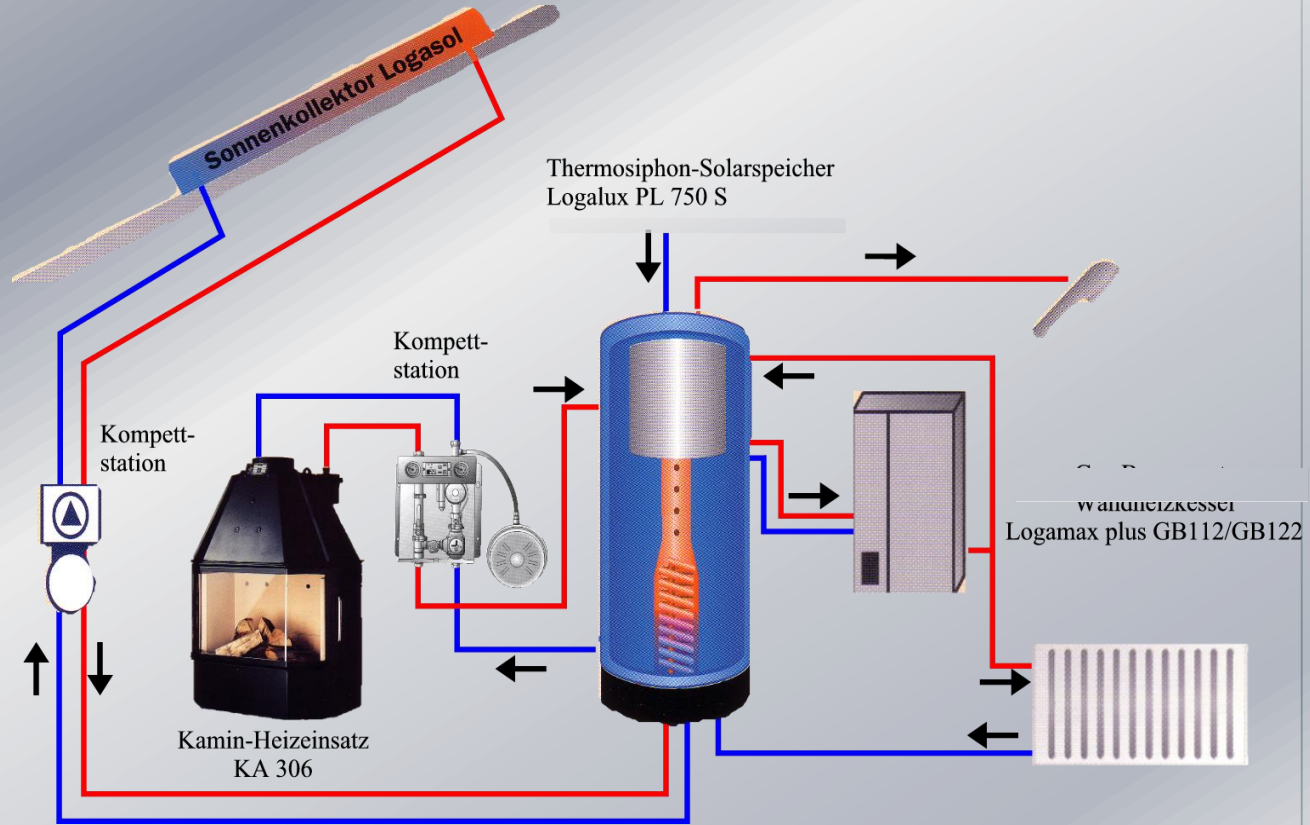 Sonnenkollektor Logasol
Thermosiphon-Solarspeicher
Logalux PL 750 S
Kompett-
station
Kompett-
station
Wandheizkessel
Logamax plus GB112/GB122
Kamin-Heizeinsatz
KA 306